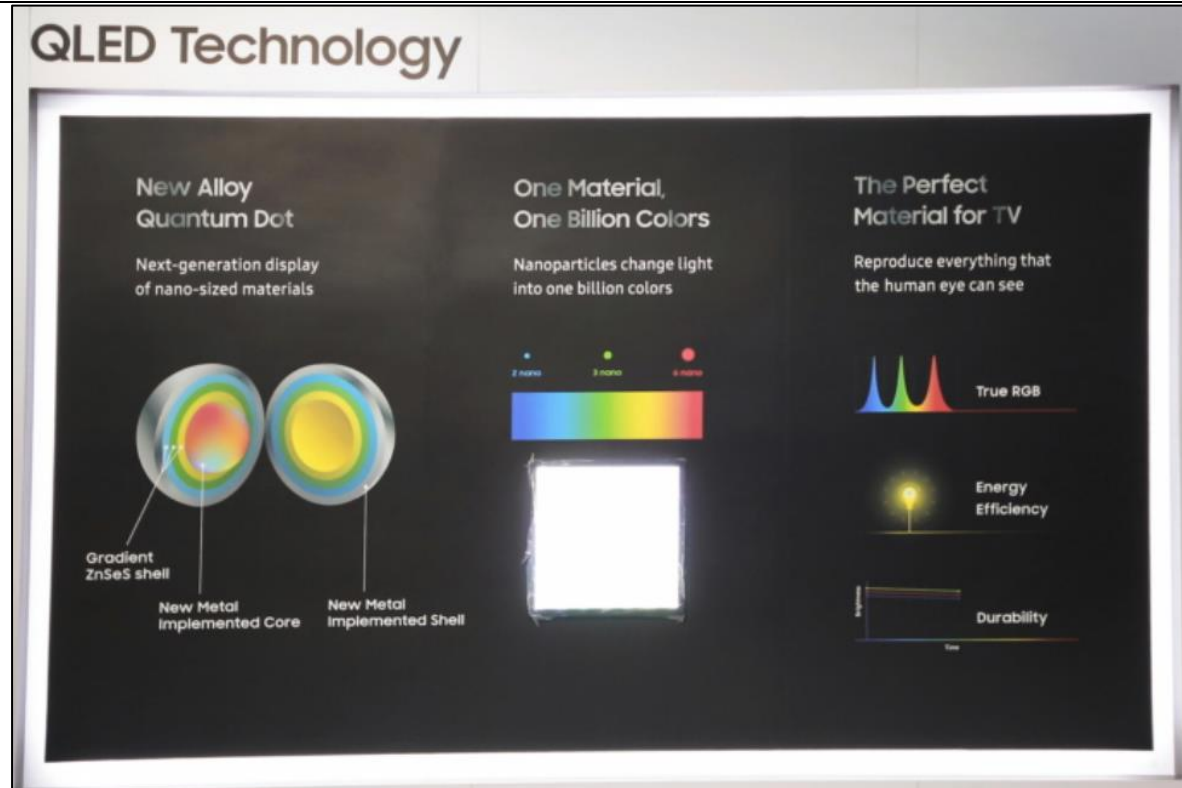 QLED Technology
New Alloy
Quantum Dot
Next-generation display
of nano-sized materials
Gradient
ZnSeS shell
New Metal
Implemented Core
New Metal
Implemented Shell
One Material,
One Billion Colors
Nanoparticles change light
into one billion colors
2 nano
3 nano
6 nano
The Perfect
Material for TV
Reproduce everything that
the human eye can see
True RGB
Energy
Efficiency
Brightness
Durability
Time